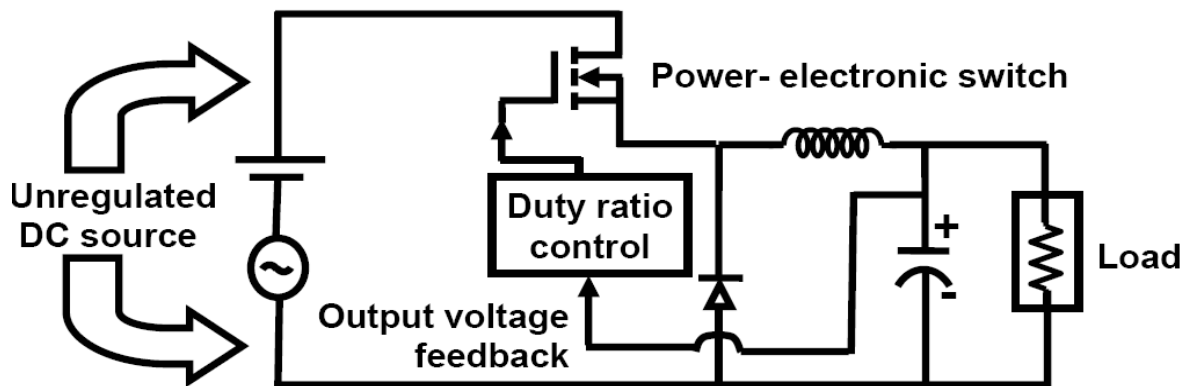 Power- electronic switch
Unregulated
DC source
Duty ratio
control
+
-
Load
Output voltage
feedback